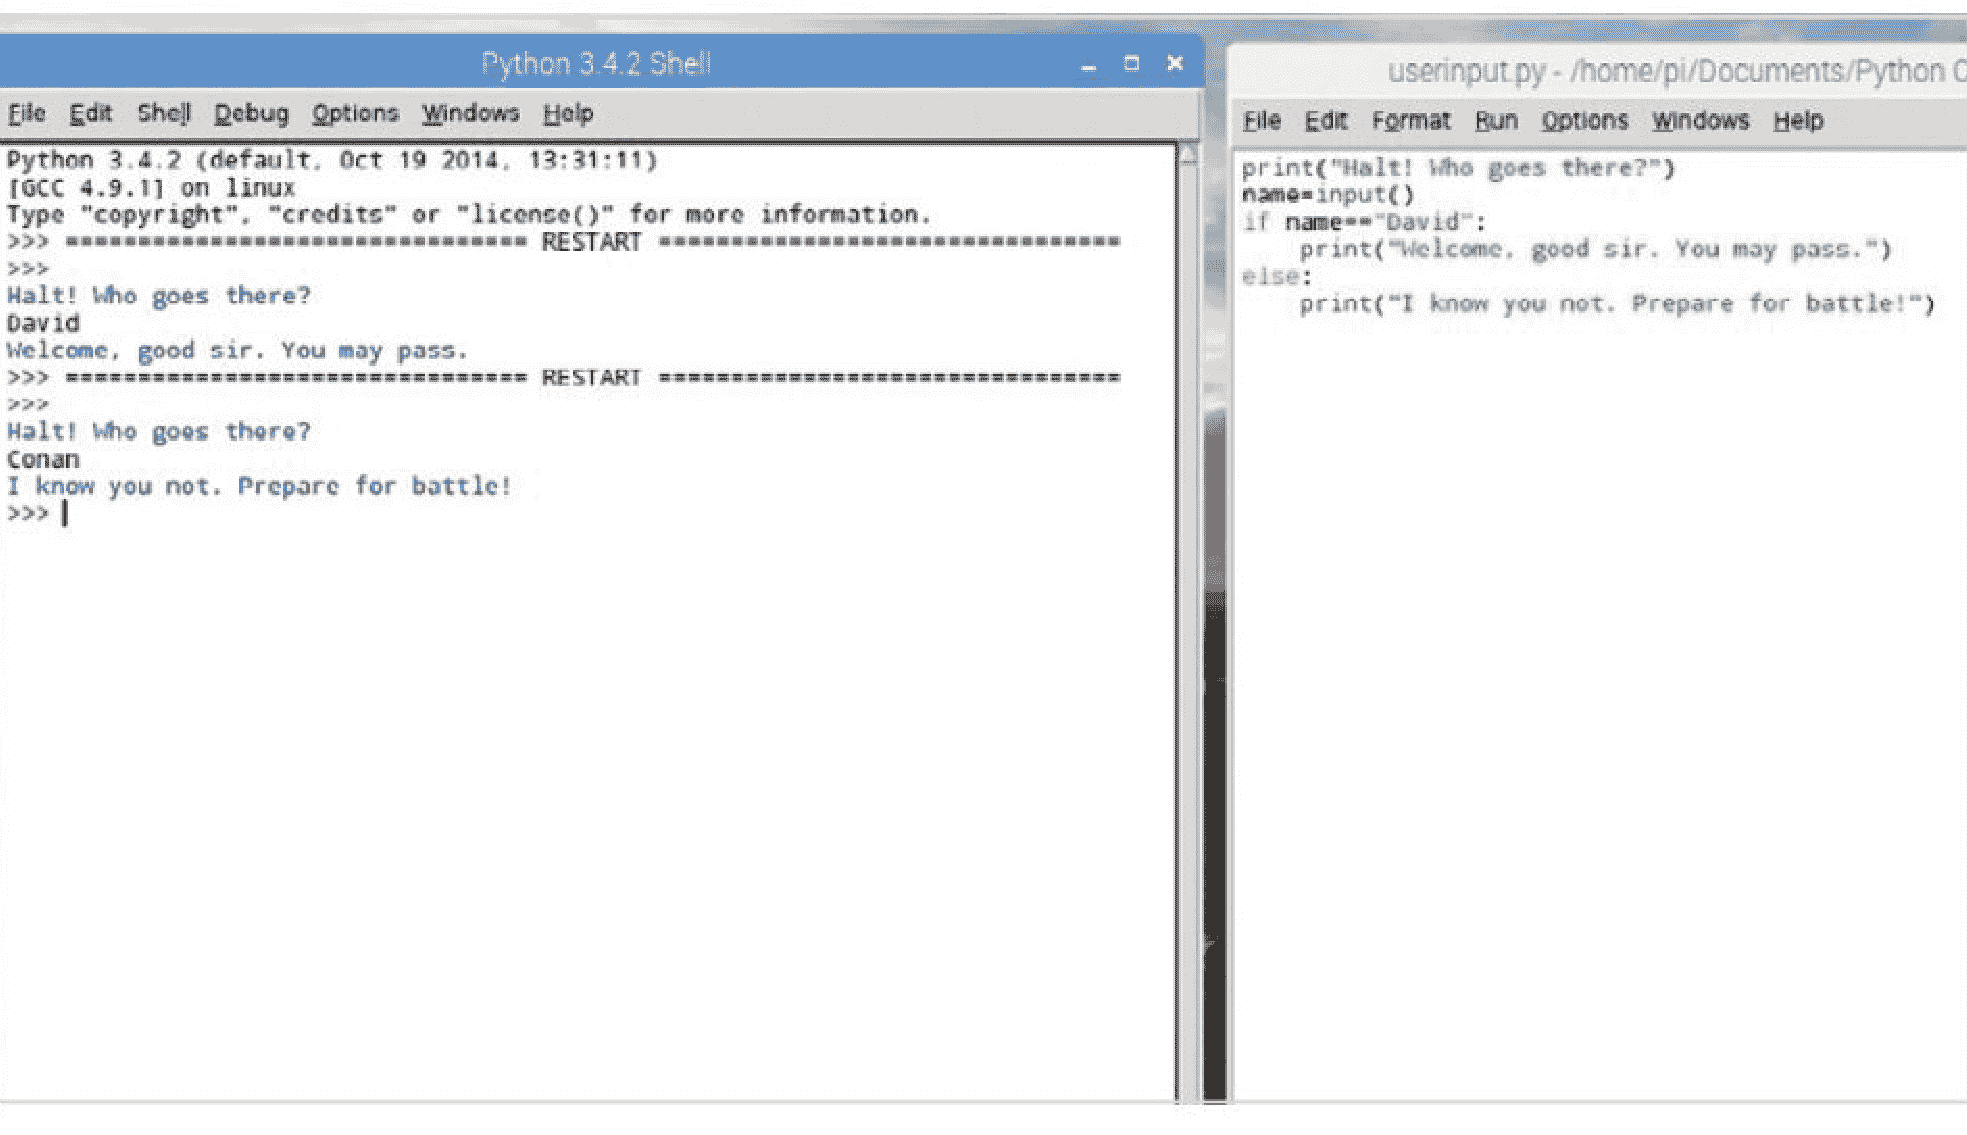 Python 3.4.2 Shell
File Edit Shell Debug Options Windows Help
Python 3.4.2 (default, Oct 19 2014, 13:31:11)
[GCC 4.9.1] on linux
Type "copyright", "credits" or "license()" for more information.
>>> ================================ RESTART ================================
>>>
Halt! Who goes there?
David
Welcome, good sir. You may pass.
>>> ================================ RESTART ================================
>>>
Halt! Who goes there?
Conan
I know you not. Prepare for battle!
>>>
userinput.py - /home/pi/Documents/Python
File Edit Format Run Options Windows Help
print("Halt! Who goes there?")
name=input()
if name=="David":
    print("Welcome, good sir. You may pass.")
else:
    print("I know you not. Prepare for battle!")